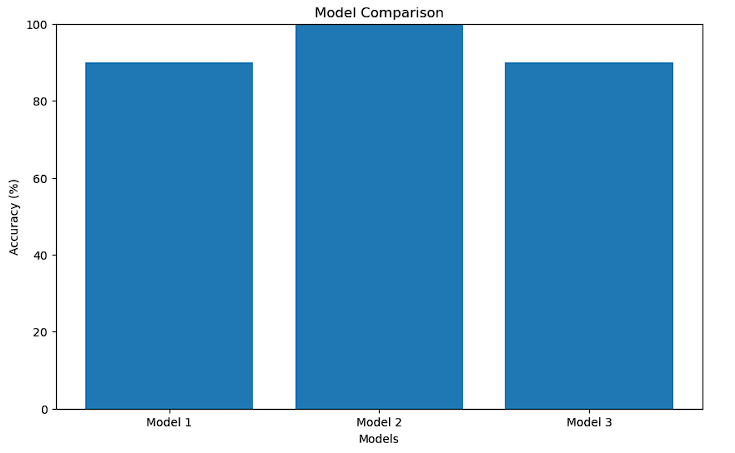 Model Comparison
Accuracy (%)
100
80
60
40
20
0
Model 1
Model 2
Model 3
Models